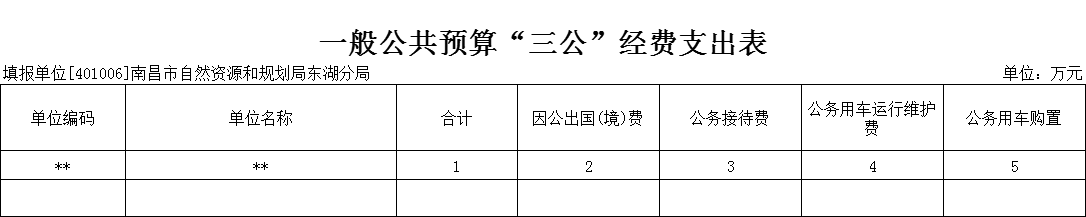 一般公共预算“三公”经费支出表
填报单位[401006]南昌市自然资源和规划局东湖分局 单位：万元
单位编码 单位名称 合计 因公出国(境)费 公务接待费 公务用车运行维护费 公务用车购置
** ** 1 2 3 4 5